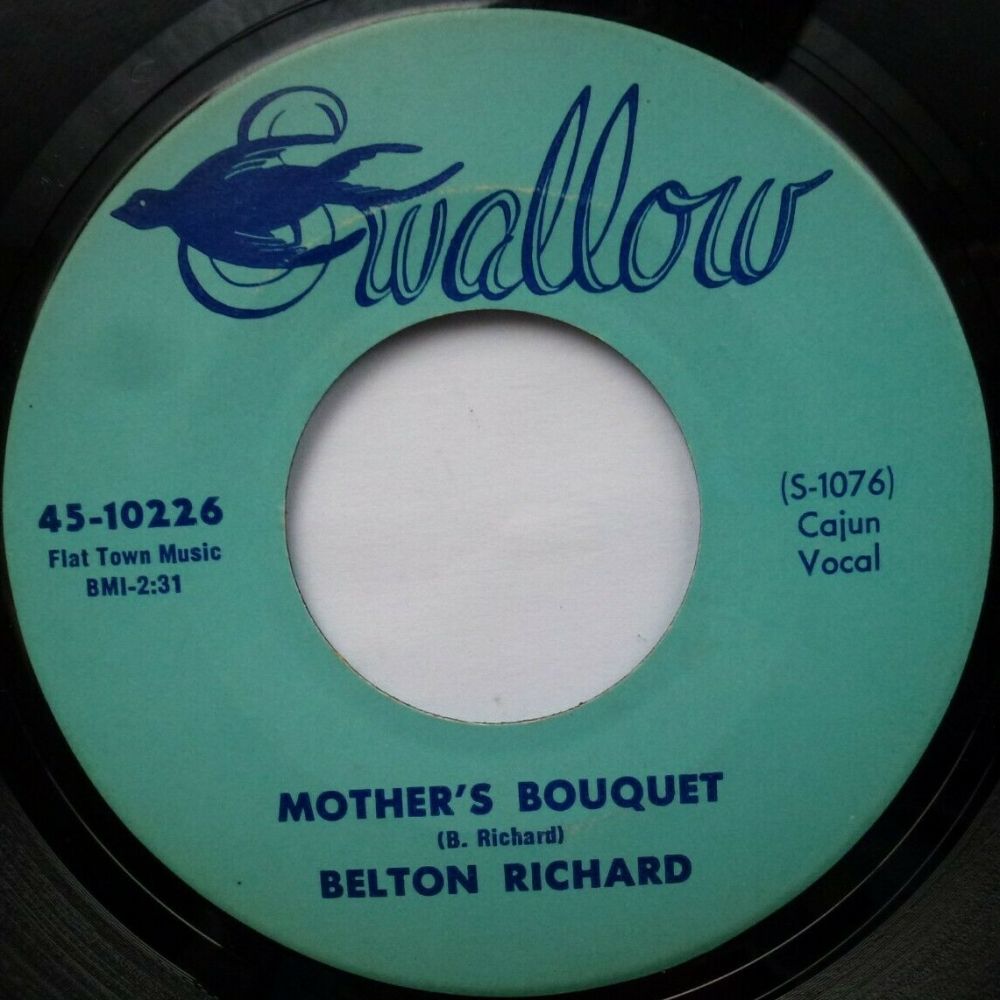 Swallow
45-10226
Flat Town Music
BMI-2:31
(S-1076)
Cajun
Vocal
MOTHER'S BOUQUET
(B. Richard)
BELTON RICHARD